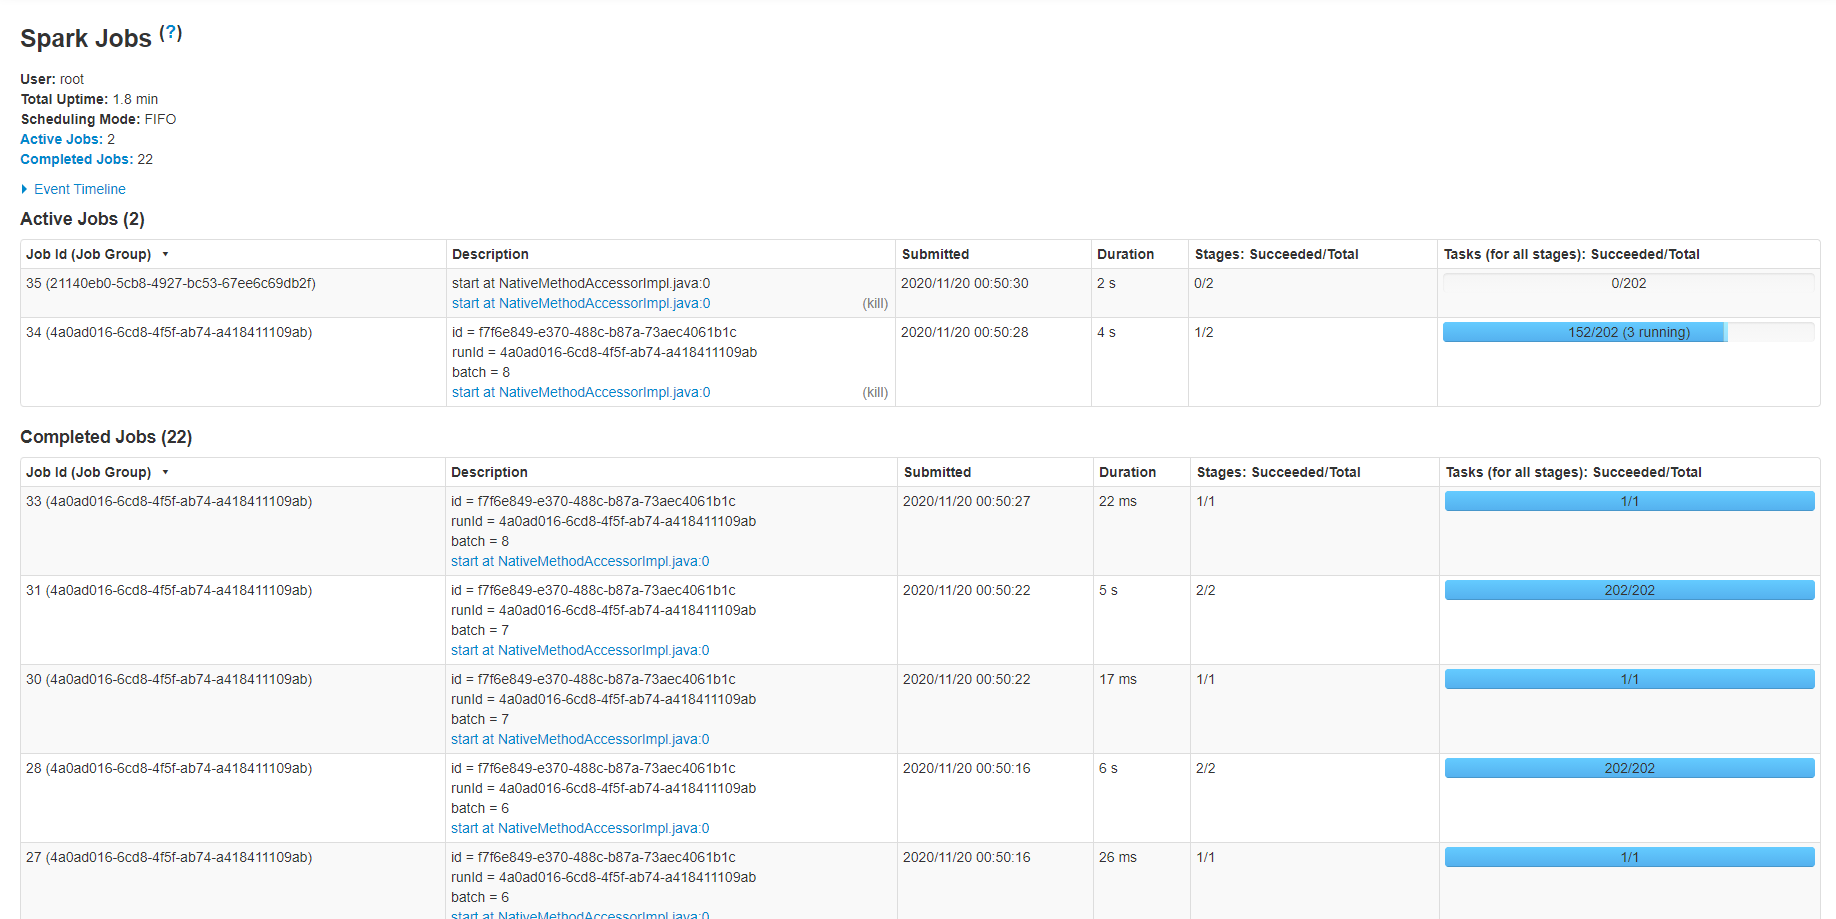 Spark Jobs (?)
User: root
Total Uptime: 1.8 min
Scheduling Mode: FIFO
Active Jobs: 2
Completed Jobs: 22
Event Timeline
Active Jobs (2)
Job Id (Job Group) ▾ Description Submitted Duration Stages: Succeeded/Total Tasks (for all stages): Succeeded/Total
35 (21140eb0-5cb8-4927-bc53-67ee6c69db2f) start at NativeMethodAccessorImpl.java:0 2020/11/20 00:50:30 2 s 0/2 0/202
start at NativeMethodAccessorImpl.java:0 (kill)
34 (4a0ad016-6cd8-4f5f-ab74-a418411109ab) id = f7f6e849-e370-488c-b87a-73aec4061b1c 2020/11/20 00:50:28 4 s 1/2 152/202 (3 running)
runId = 4a0ad016-6cd8-4f5f-ab74-a418411109ab
batch = 8
start at NativeMethodAccessorImpl.java:0 (kill)
Completed Jobs (22)
Job Id (Job Group) ▾ Description Submitted Duration Stages: Succeeded/Total Tasks (for all stages): Succeeded/Total
33 (4a0ad016-6cd8-4f5f-ab74-a418411109ab) id = f7f6e849-e370-488c-b87a-73aec4061b1c 2020/11/20 00:50:27 22 ms 1/1 1/1
runId = 4a0ad016-6cd8-4f5f-ab74-a418411109ab
batch = 8
start at NativeMethodAccessorImpl.java:0
31 (4a0ad016-6cd8-4f5f-ab74-a418411109ab) id = f7f6e849-e370-488c-b87a-73aec4061b1c 2020/11/20 00:50:22 5 s 2/2 202/202
runId = 4a0ad016-6cd8-4f5f-ab74-a418411109ab
batch = 7
start at NativeMethodAccessorImpl.java:0
30 (4a0ad016-6cd8-4f5f-ab74-a418411109ab) id = f7f6e849-e370-488c-b87a-73aec4061b1c 2020/11/20 00:50:22 17 ms 1/1 1/1
runId = 4a0ad016-6cd8-4f5f-ab74-a418411109ab
batch = 7
start at NativeMethodAccessorImpl.java:0
28 (4a0ad016-6cd8-4f5f-ab74-a418411109ab) id = f7f6e849-e370-488c-b87a-73aec4061b1c 2020/11/20 00:50:16 6 s 2/2 202/202
runId = 4a0ad016-6cd8-4f5f-ab74-a418411109ab
batch = 6
start at NativeMethodAccessorImpl.java:0
27 (4a0ad016-6cd8-4f5f-ab74-a418411109ab) id = f7f6e849-e370-488c-b87a-73aec4061b1c 2020/11/20 00:50:16 26 ms 1/1 1/1
runId = 4a0ad016-6cd8-4f5f-ab74-a418411109ab
batch = 6
start at NativeMethodAccessorImpl.java:0